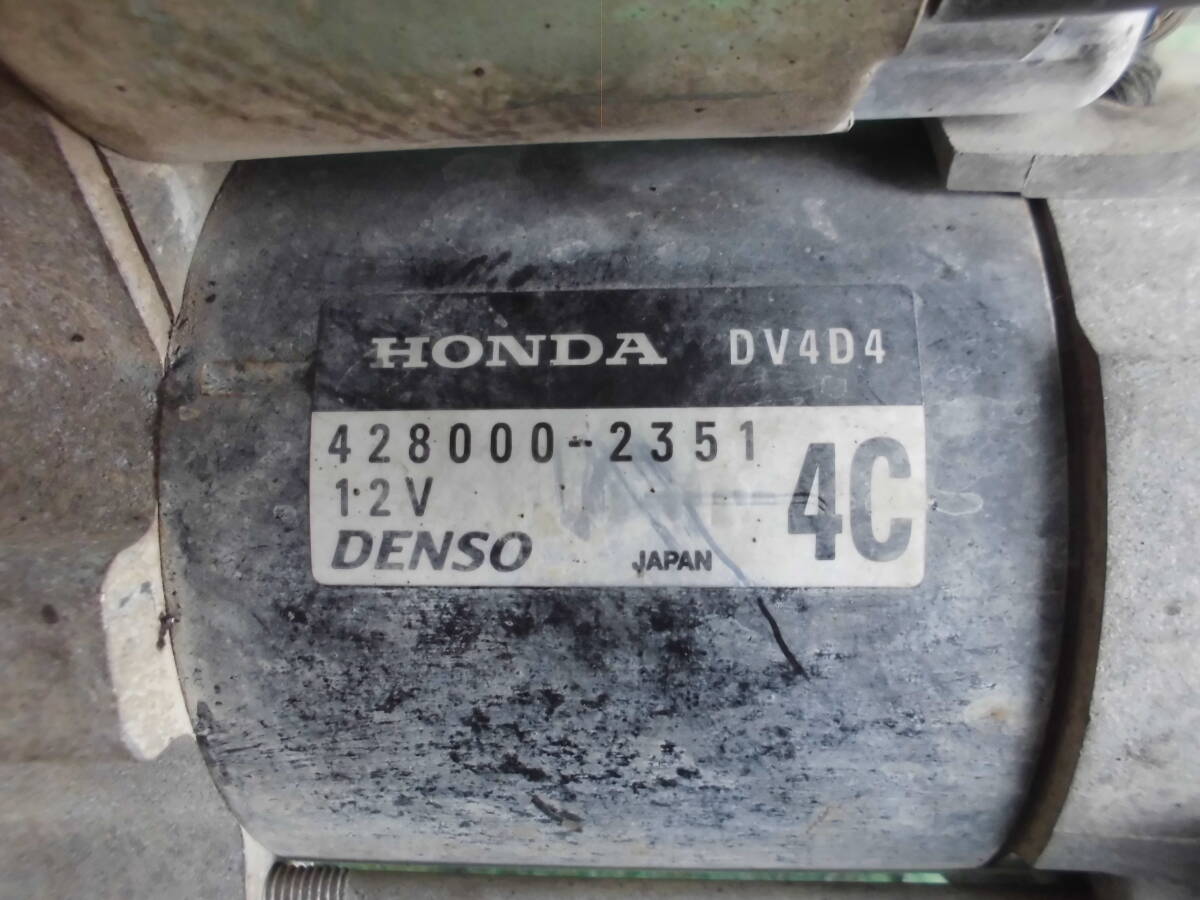 HONDA DV4D4
428000-2351
12V
4C
DENSO JAPAN